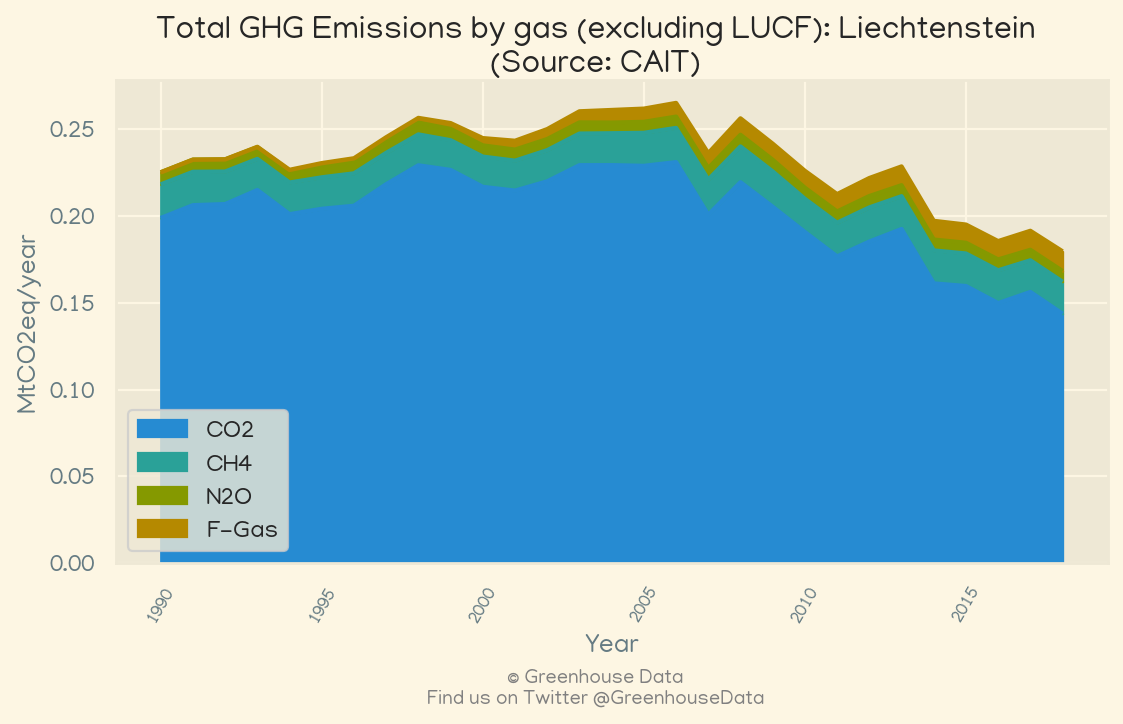 Total GHG Emissions by gas (excluding LUCF): Liechtenstein
(Source: CAIT)
MtCO2eq/year
0.25
0.20
0.15
0.10
0.05
0.00
CO2
CH4
N2O
F-Gas
1990
1995
2000
2005
2010
2015
Year
© Greenhouse Data
Find us on Twitter @GreenhouseData